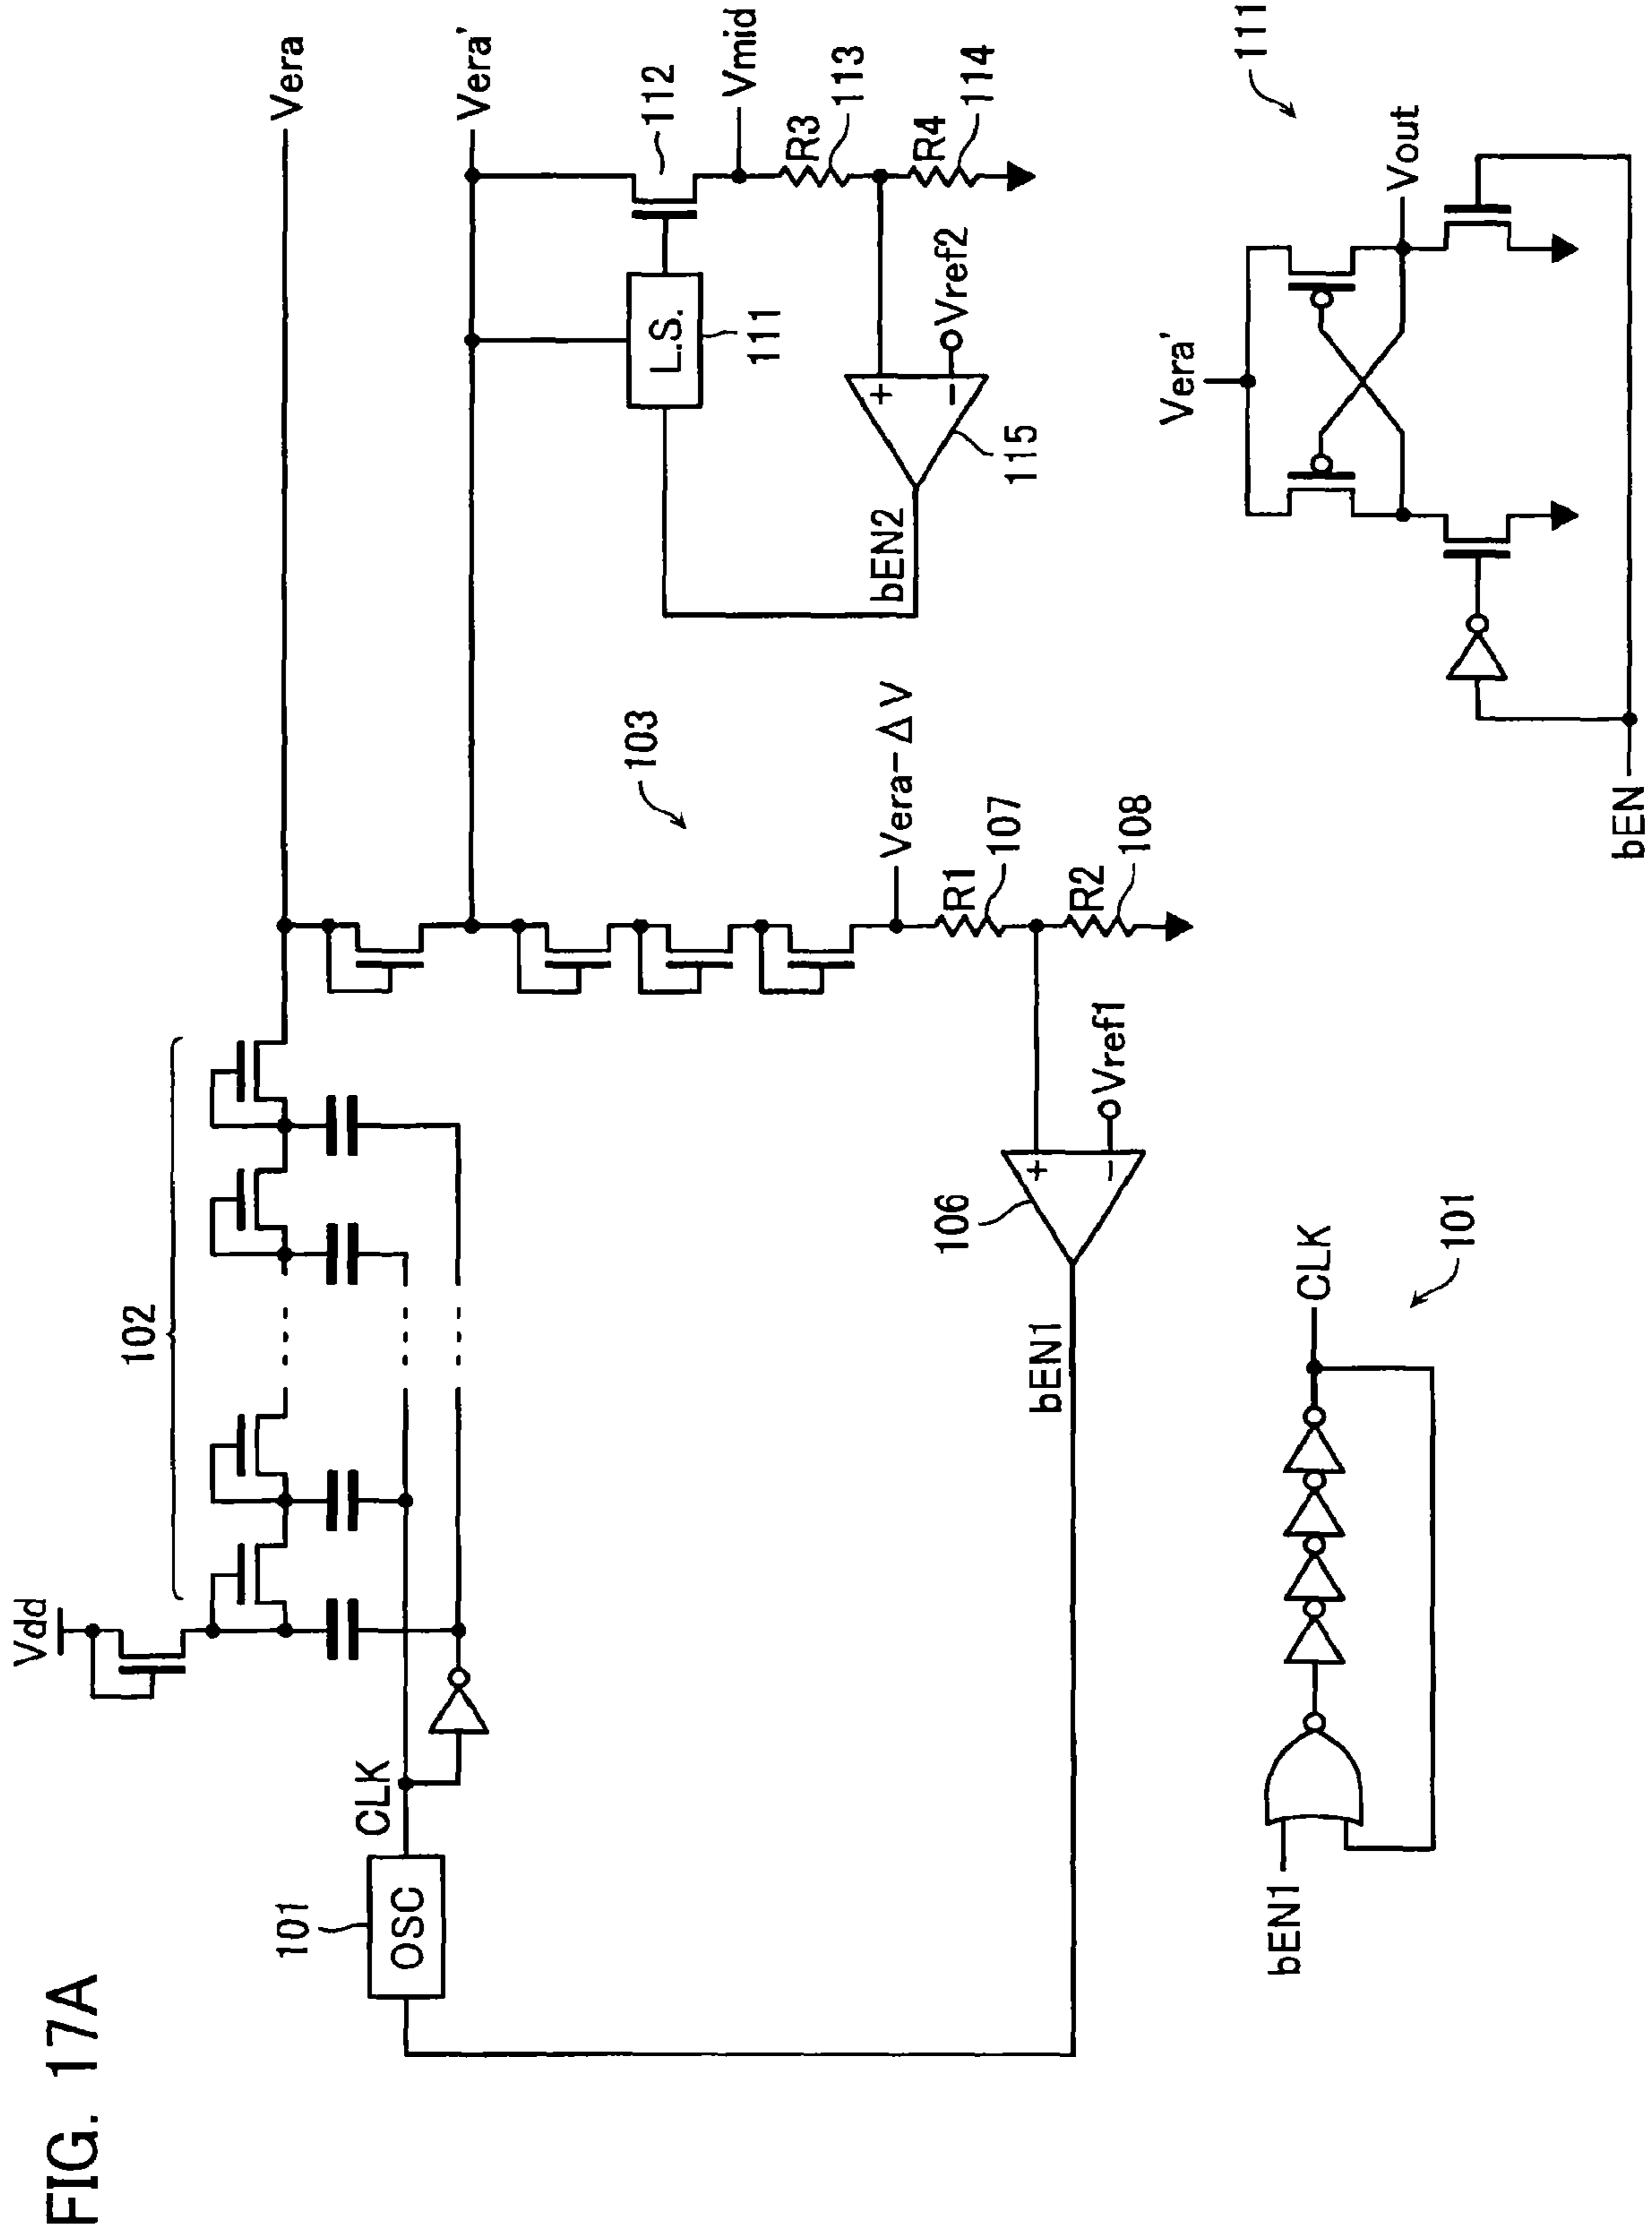 FIG. 17A
Vdd
102
Vera
Vera'
101
OSC
CLK
103
112
Vmid
L.S.
111
R3
113
R4
114
+
−
Vref2
115
bEN2
Vera−ΔV
R1
107
R2
108
106
+
−
Vref1
bEN1
bEN1
CLK
101
Vera'
111
Vout
bEN